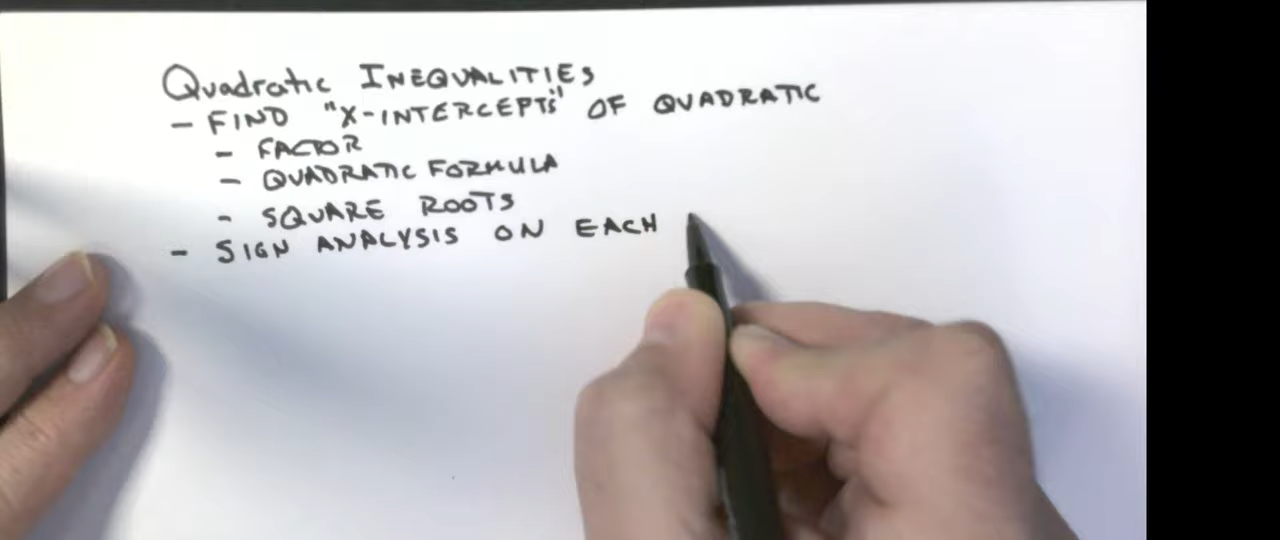 Quadratic INEQUALITIES
- FIND "X-INTERCEPTS" OF QUADRATIC
- FACTOR
- QUADRATIC FORMULA
- SQUARE ROOTS
- SIGN ANALYSIS ON EACH